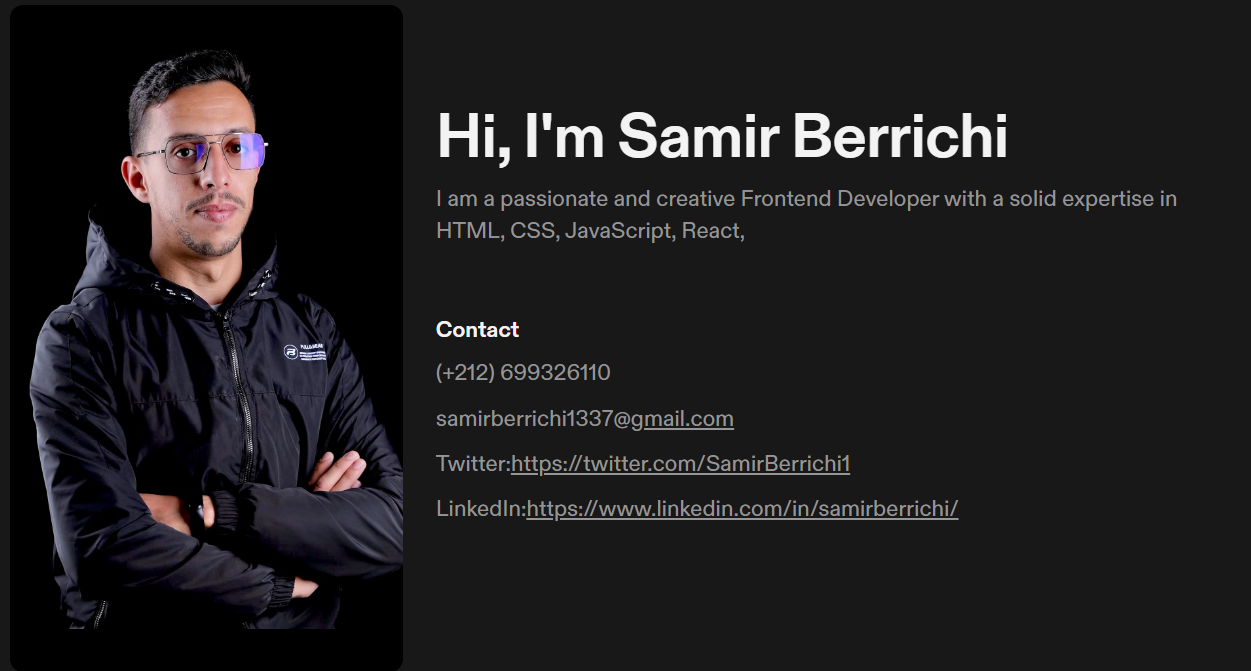 Hi, I'm Samir Berrichi
I am a passionate and creative Frontend Developer with a solid expertise in
HTML, CSS, JavaScript, React,
Contact
(+212) 699326110
samirberrichi1337@gmail.com
Twitter:https://twitter.com/SamirBerrichi1
LinkedIn:https://www.linkedin.com/in/samirberrichi/